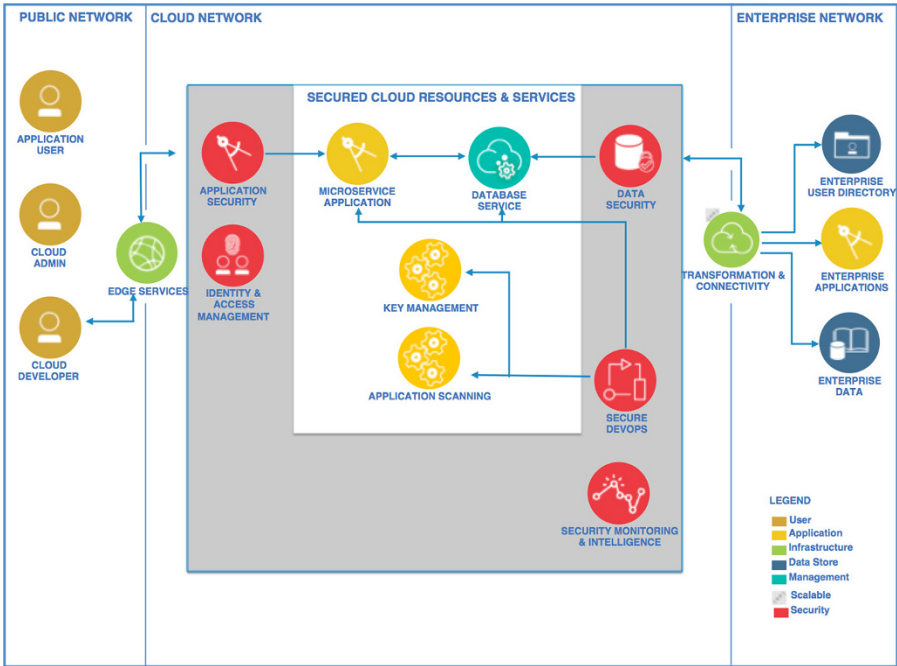 PUBLIC NETWORK
CLOUD NETWORK
ENTERPRISE NETWORK
SECURED CLOUD RESOURCES & SERVICES
APPLICATION
USER
CLOUD
ADMIN
CLOUD
DEVELOPER
EDGE SERVICES
APPLICATION
SECURITY
IDENTITY &
ACCESS
MANAGEMENT
MICROSERVICE
APPLICATION
DATABASE
SERVICE
DATA
SECURITY
KEY MANAGEMENT
APPLICATION SCANNING
SECURE
DEVOPS
SECURITY MONITORING
& INTELLIGENCE
TRANSFORMATION &
CONNECTIVITY
ENTERPRISE
USER DIRECTORY
ENTERPRISE
APPLICATIONS
ENTERPRISE
DATA
LEGEND
User
Application
Infrastructure
Data Store
Management
Scalable
Security